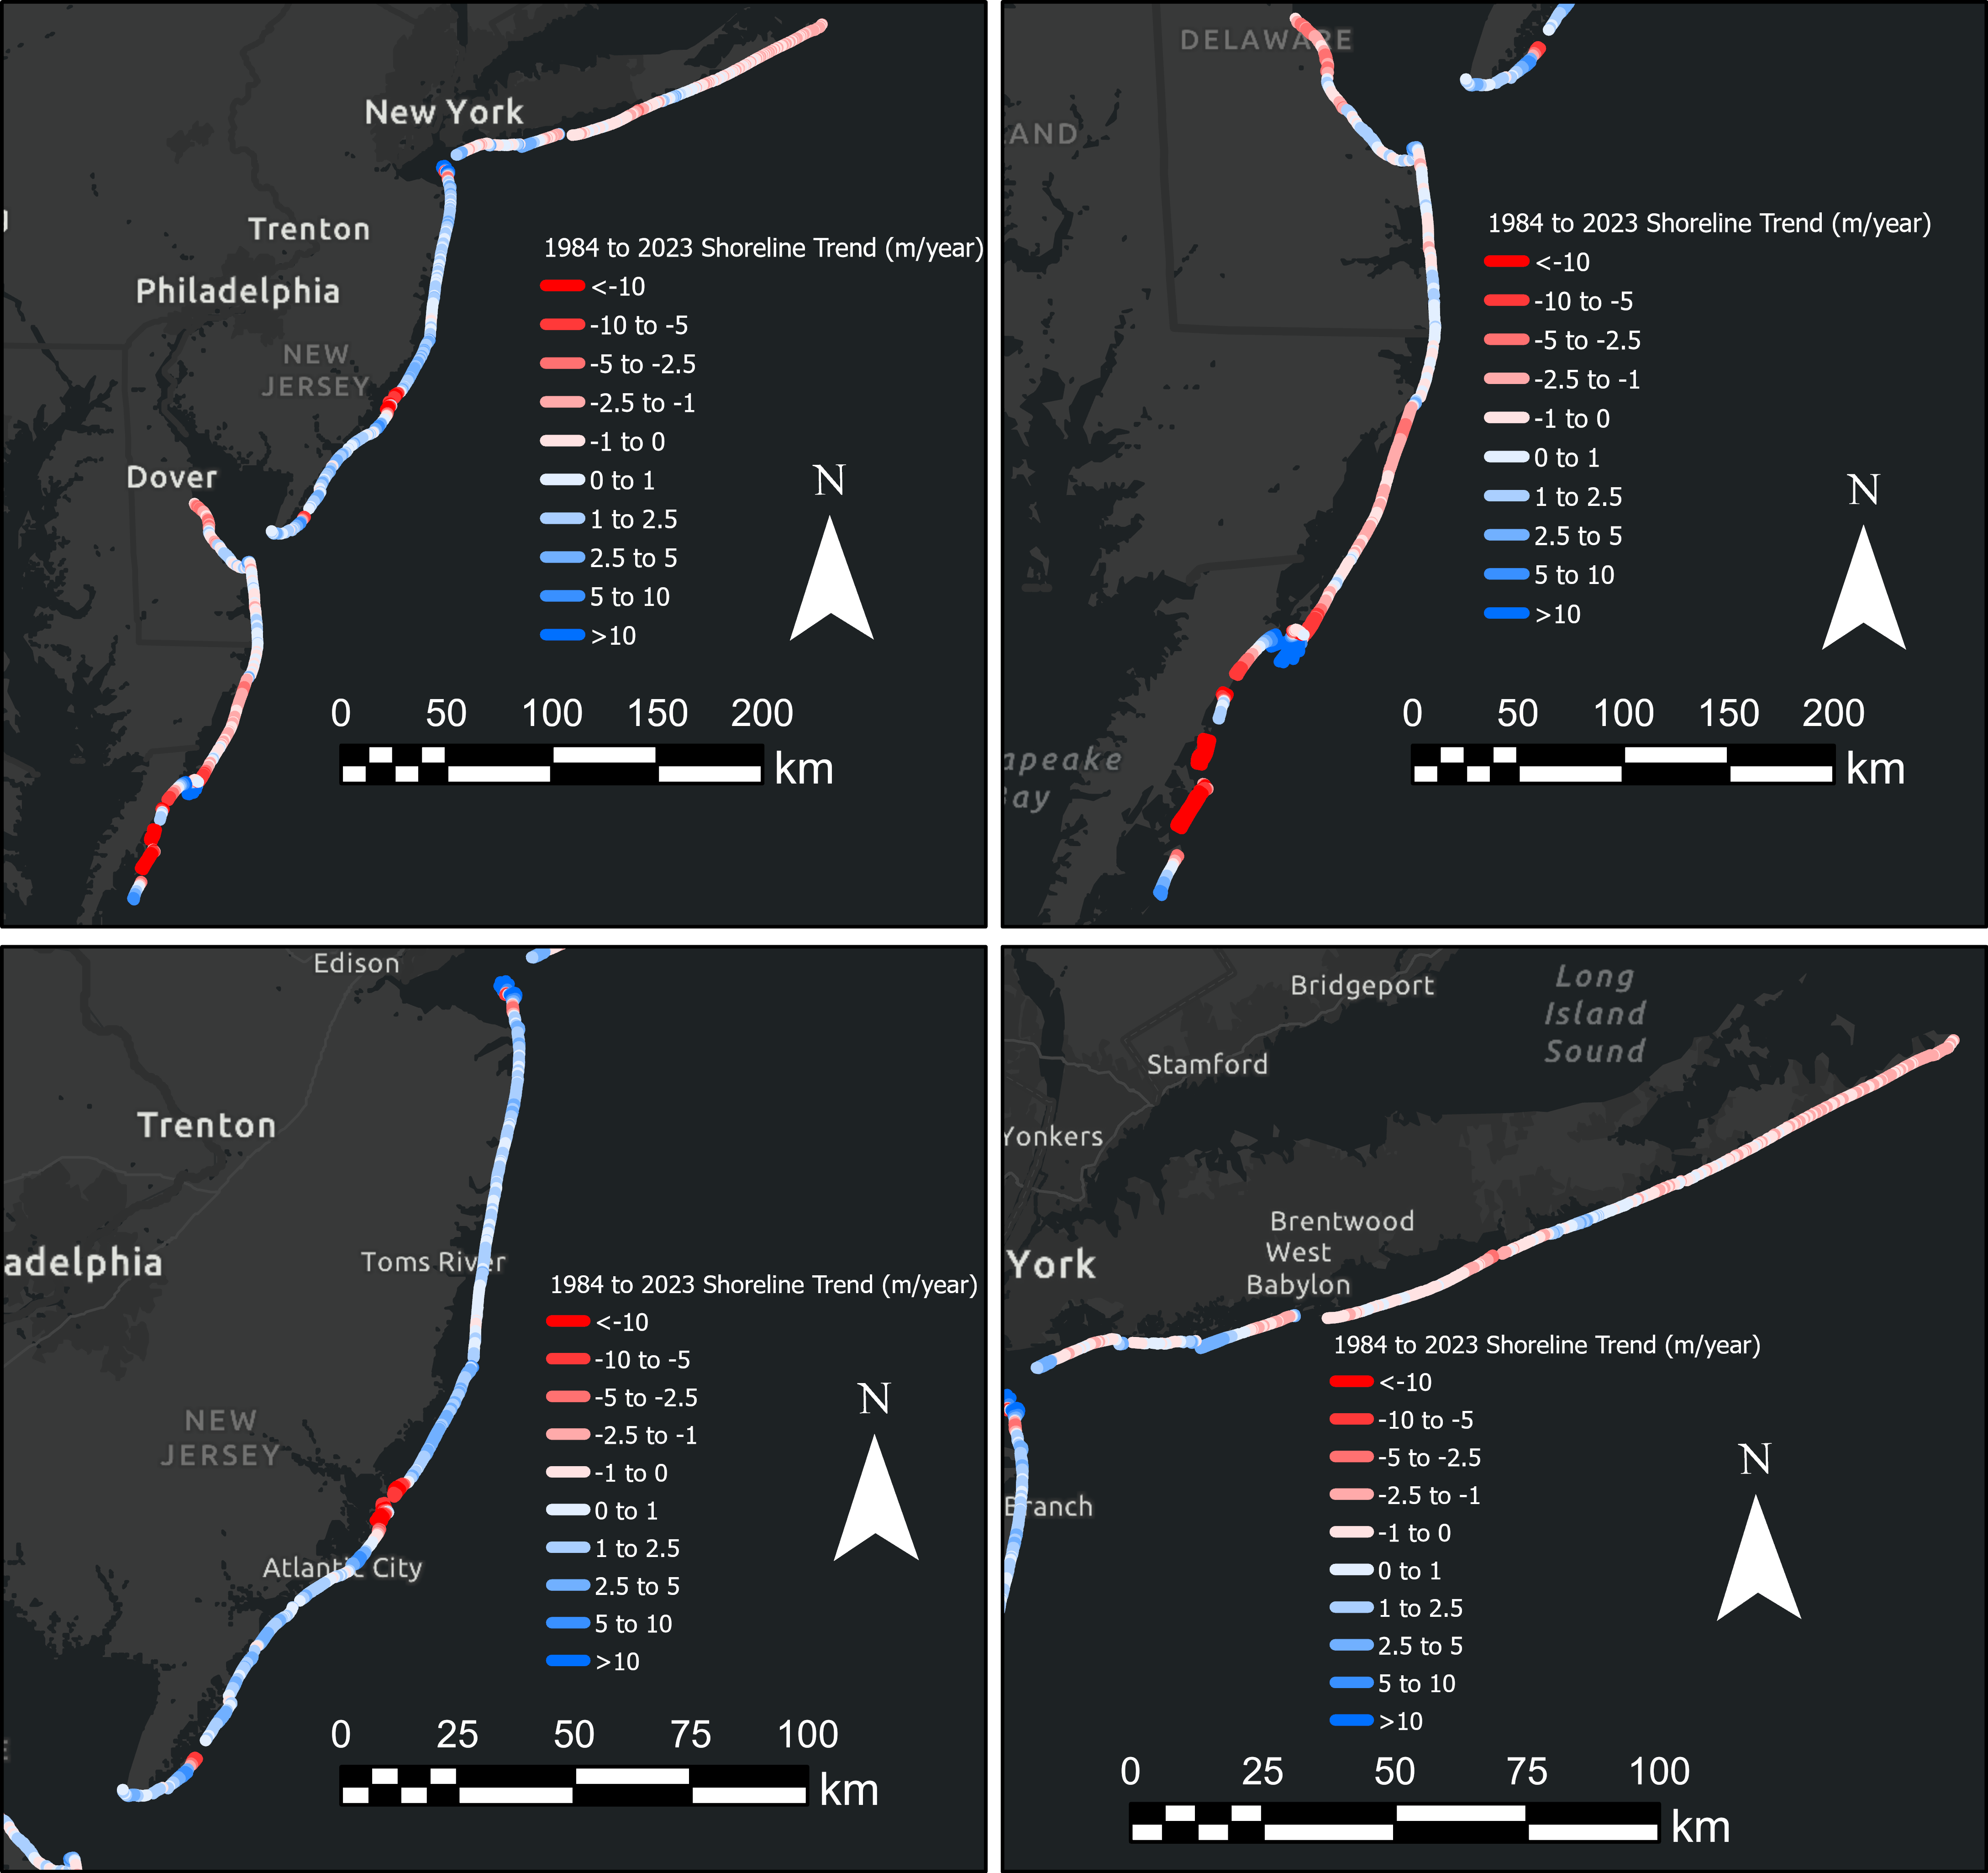 New York
Trenton
Philadelphia
NEW
JERSEY
Dover
1984 to 2023 Shoreline Trend (m/year)
<-10
-10 to -5
-5 to -2.5
-2.5 to -1
-1 to 0
0 to 1
1 to 2.5
2.5 to 5
5 to 10
>10
N
0 50 100 150 200
km
DELAWARE
AND
apeake
ay
1984 to 2023 Shoreline Trend (m/year)
<-10
-10 to -5
-5 to -2.5
-2.5 to -1
-1 to 0
0 to 1
1 to 2.5
2.5 to 5
5 to 10
>10
N
0 50 100 150 200
km
Edison
Trenton
adelphia
Toms River
NEW
JERSEY
Atlantic City
1984 to 2023 Shoreline Trend (m/year)
<-10
-10 to -5
-5 to -2.5
-2.5 to -1
-1 to 0
0 to 1
1 to 2.5
2.5 to 5
5 to 10
>10
N
0 25 50 75 100
km
Bridgeport
Long
Island
Sound
Stamford
Yonkers
Brentwood
West
Babylon
York
Branch
1984 to 2023 Shoreline Trend (m/year)
<-10
-10 to -5
-5 to -2.5
-2.5 to -1
-1 to 0
0 to 1
1 to 2.5
2.5 to 5
5 to 10
>10
N
0 25 50 75 100
km